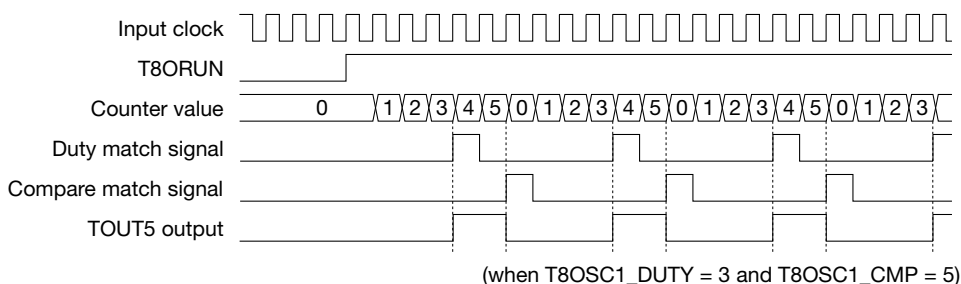 Input clock
T8ORUN
Counter value 0 1 2 3 4 5 0 1 2 3 4 5 0 1 2 3 4 5 0 1 2 3
Duty match signal
Compare match signal
TOUT5 output
(when T8OSC1_DUTY = 3 and T8OSC1_CMP = 5)